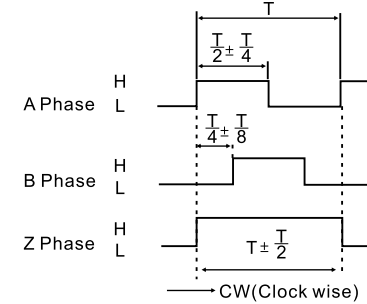 T
T/2 ± T/4
H
A Phase L
T/4 ± T/8
H
B Phase L
H
Z Phase L
T ± T/2
CW(Clock wise)